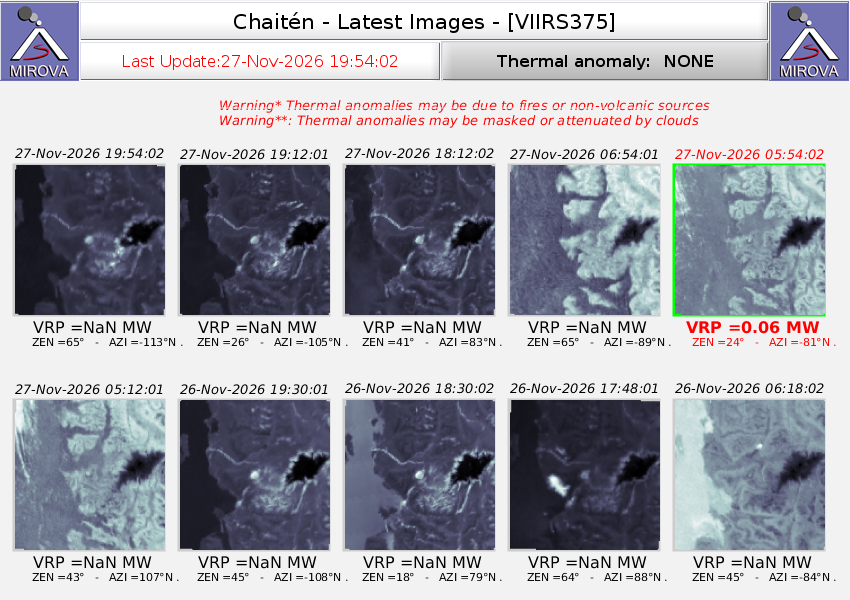 Chaitén - Latest Images - [VIIRS375]
MIROVA
Last Update:27-Nov-2026 19:54:02
Thermal anomaly: NONE
MIROVA
Warning* Thermal anomalies may be due to fires or non-volcanic sources
Warning**: Thermal anomalies may be masked or attenuated by clouds
27-Nov-2026 19:54:02 27-Nov-2026 19:12:01 27-Nov-2026 18:12:02 27-Nov-2026 06:54:01 27-Nov-2026 05:54:02
VRP =NaN MW VRP =NaN MW VRP =NaN MW VRP =NaN MW VRP =0.06 MW
ZEN =65° - AZI =-113°N . ZEN =26° - AZI =-105°N . ZEN =41° - AZI =83°N . ZEN =65° - AZI =-89°N . ZEN =24° - AZI =-81°N .
27-Nov-2026 05:12:01 26-Nov-2026 19:30:01 26-Nov-2026 18:30:02 26-Nov-2026 17:48:01 26-Nov-2026 06:18:02
VRP =NaN MW VRP =NaN MW VRP =NaN MW VRP =NaN MW VRP =NaN MW
ZEN =43° - AZI =107°N . ZEN =45° - AZI =-108°N . ZEN =18° - AZI =79°N . ZEN =64° - AZI =88°N . ZEN =45° - AZI =-84°N .